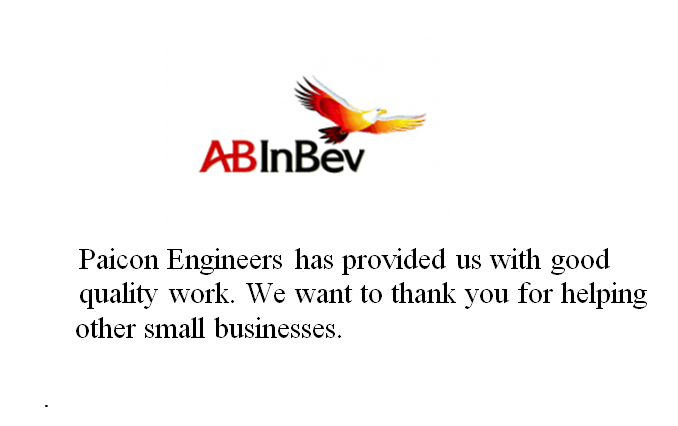 ABInBev
Paicon Engineers has provided us with good
quality work. We want to thank you for helping
other small businesses.
.